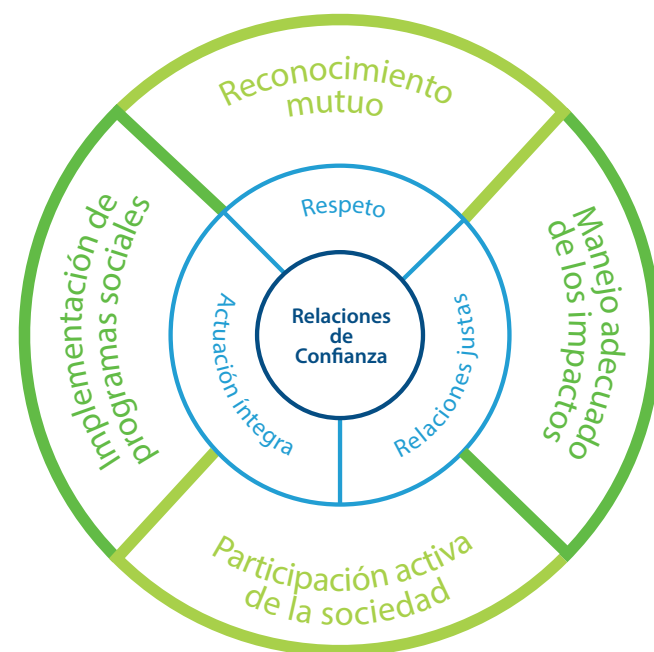 Reconocimiento
mutuo
Respeto
Relaciones
de
Confianza
Actuación íntegra
Relaciones justas
Implementación de
programas sociales
Manejo adecuado
de los impactos
Participación activa
de la sociedad